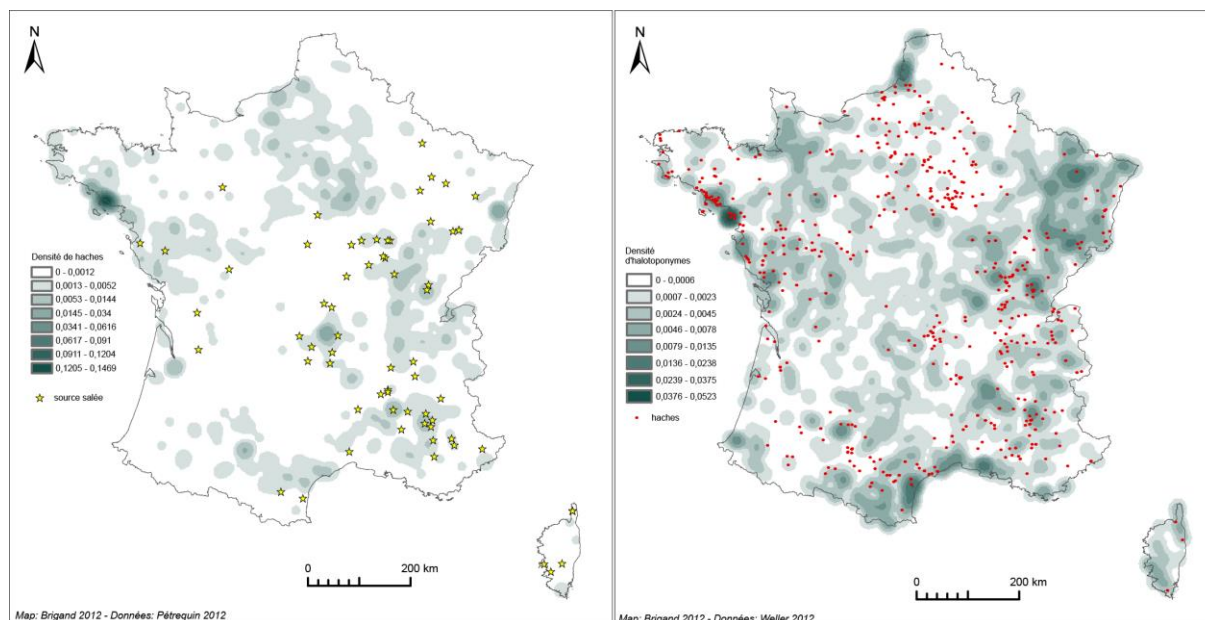 N
Densité de haches
0 - 0,0012
0,0013 - 0,0052
0,0053 - 0,0144
0,0145 - 0,034
0,0341 - 0,0616
0,0617 - 0,091
0,0911 - 0,1204
0,1205 - 0,1469
source salée
0 200 km
Map: Brigand 2012 - Données: Pétrequin 2012
N
Densité
d'halotoponymes
0 - 0,0006
0,0007 - 0,0023
0,0024 - 0,0045
0,0046 - 0,0078
0,0079 - 0,0135
0,0136 - 0,0238
0,0239 - 0,0375
0,0376 - 0,0523
haches
0 200 km
Map: Brigand 2012 - Données: Weller 2012